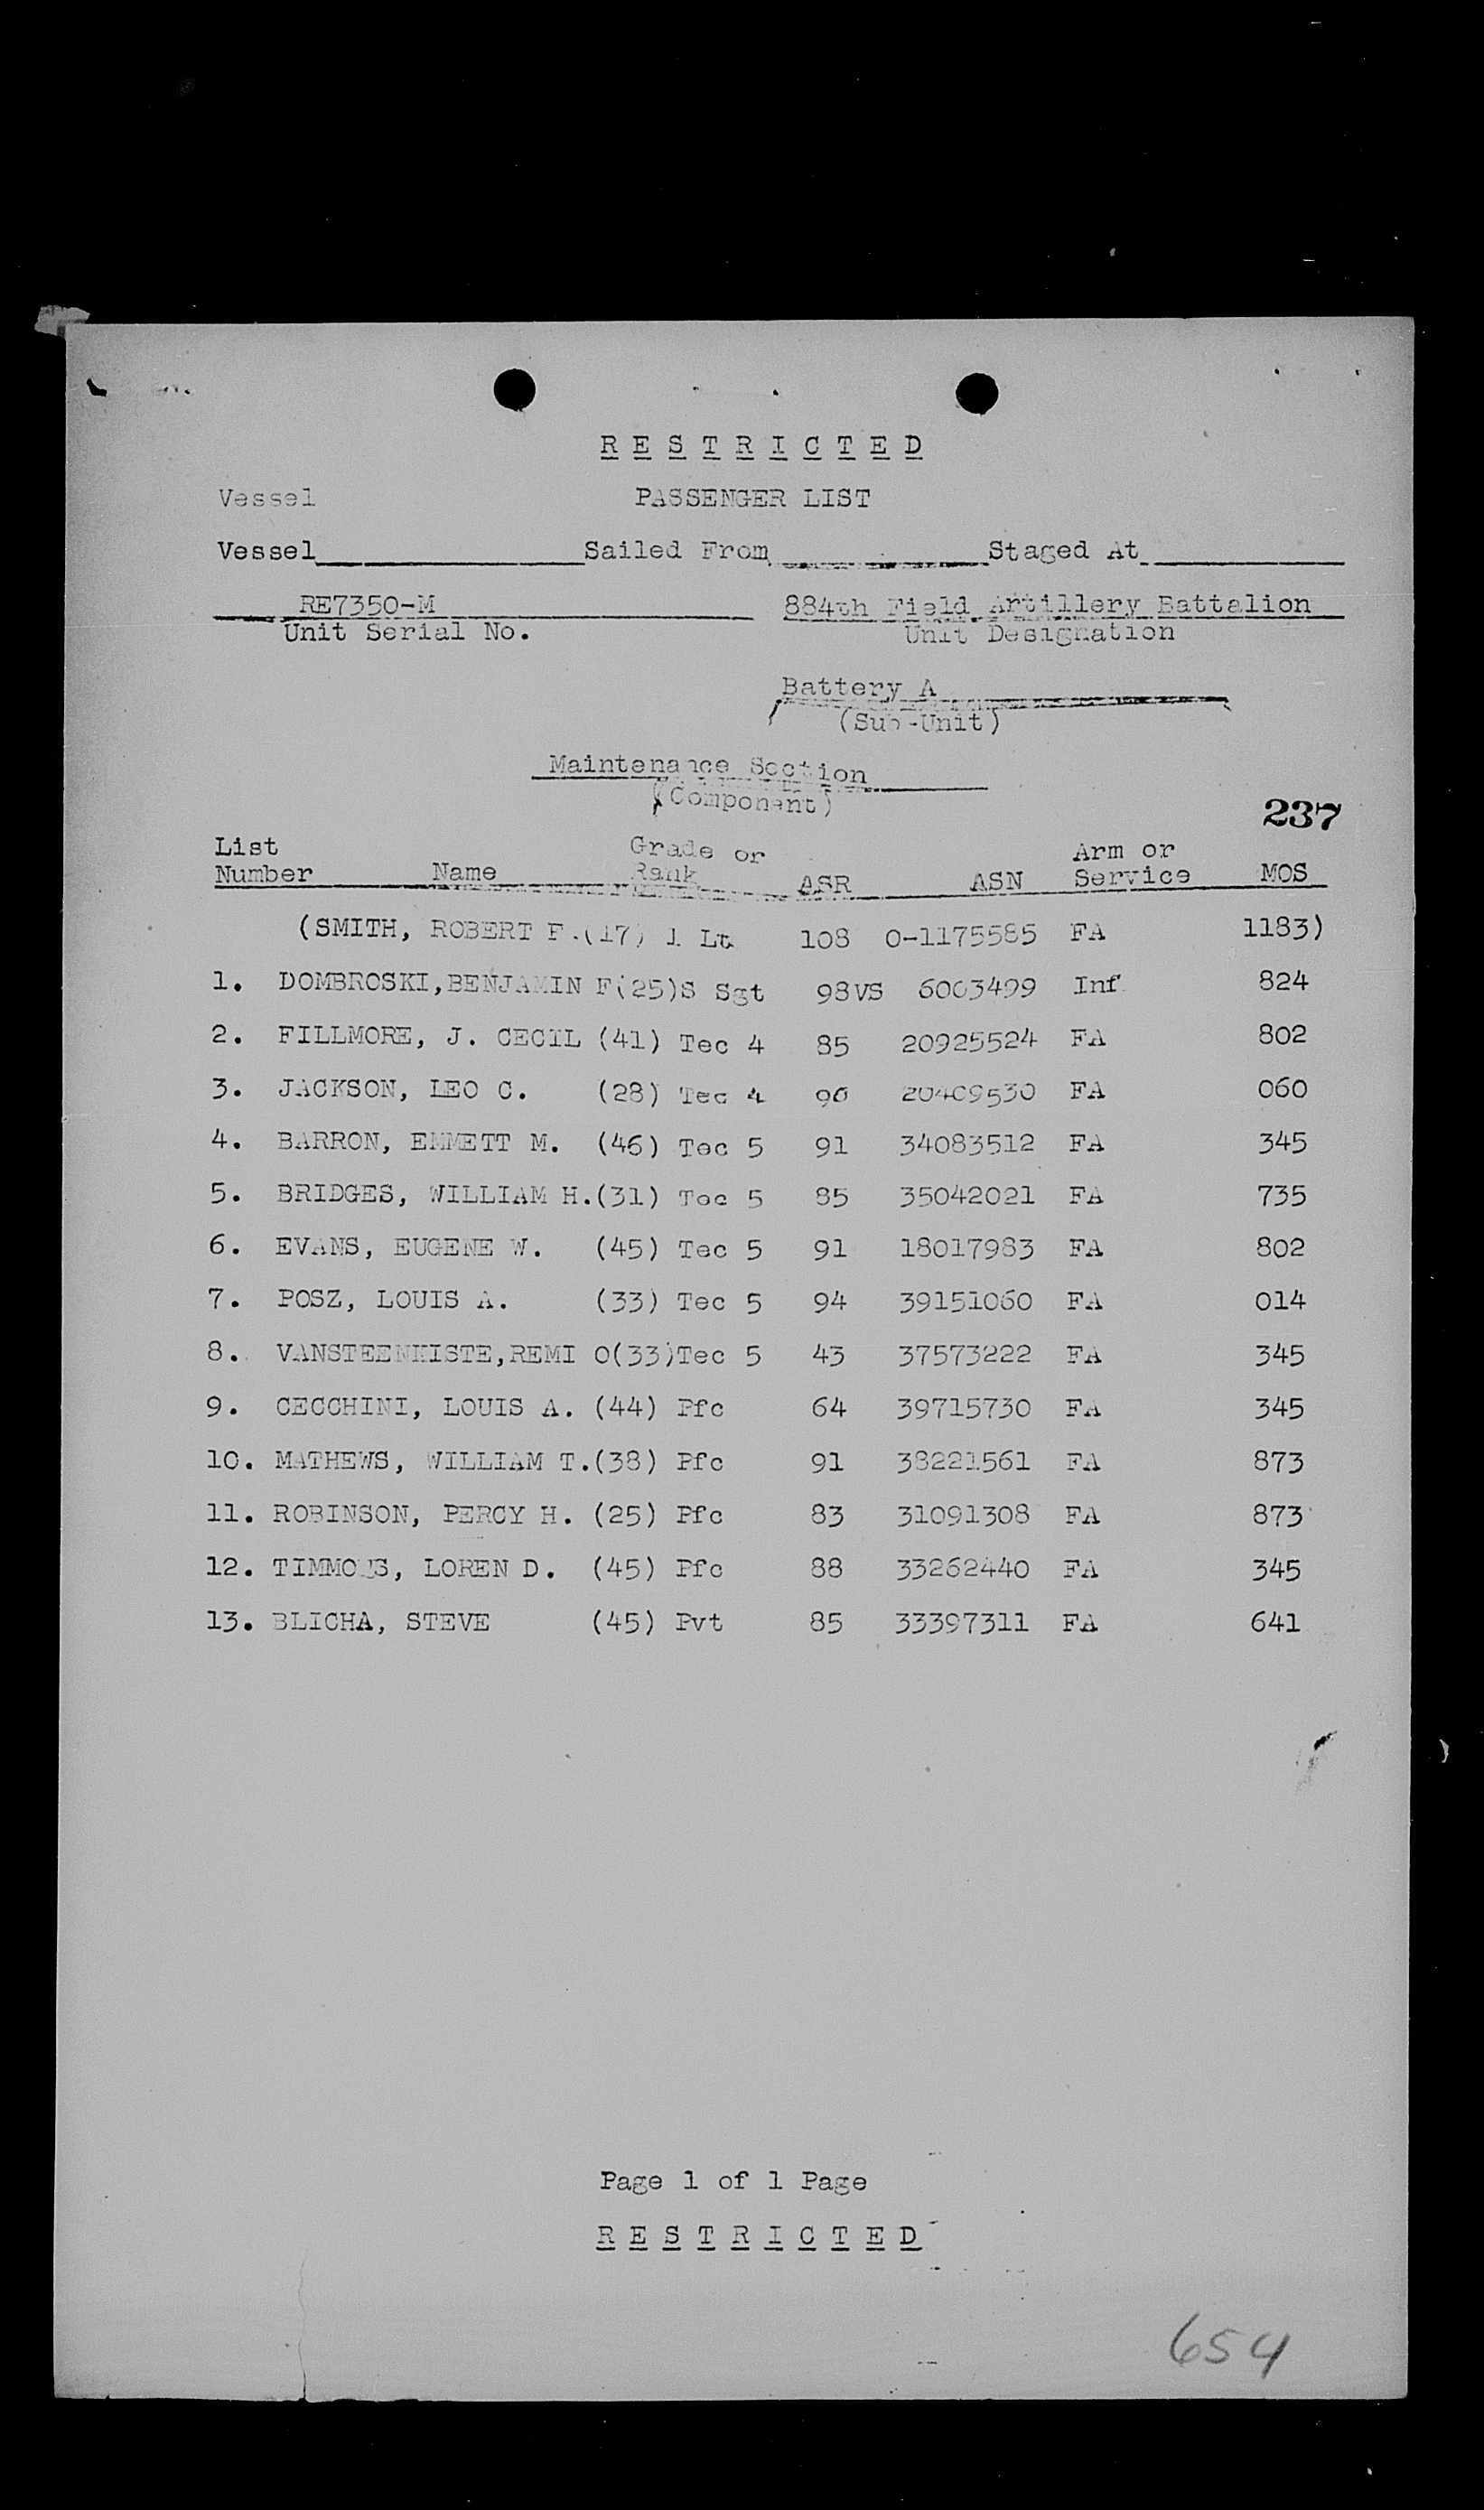 R E S T R I C T E D
Vessel PASSENGER LIST
Vessel Sailed From Staged At
RE7350-M 884th Field Artillery Battalion
Unit Serial No. Unit Designation
Battery A
(Sub-Unit)
Maintenance Section
(Component)
237
List Grade or Arm or
Number Name Rank ASR ASN Service MOS
(SMITH, ROBERT F.(17) 1 Lt 108 O-1175585 FA 1183)
1. DOMBROSKI,BENJAMIN F(25)S Sgt 98VS 6003499 Inf 824
2. FILLMORE, J. CECIL (41) Tec 4 85 20925524 FA 802
3. JACKSON, LEO C. (28) Tec 4 20409530 FA 060
4. BARRON, EMMETT M. (46) Tec 5 91 34083512 FA 345
5. BRIDGES, WILLIAM H.(31) Tec 5 85 35042021 FA 735
6. EVANS, EUGENE W. (45) Tec 5 91 18017983 FA 802
7. POSZ, LOUIS A. (33) Tec 5 94 39151060 FA 014
8. VANSTEENKISTE,REMI O(33)Tec 5 43 37573222 FA 345
9. CECCHINI, LOUIS A. (44) Pfc 64 39715730 FA 345
10. MATHEWS, WILLIAM T.(38) Pfc 91 38221561 FA 873
11. ROBINSON, PERCY H. (25) Pfc 83 31091308 FA 873
12. TIMMONS, LOREN D. (45) Pfc 88 33262440 FA 345
13. BLICHA, STEVE (45) Pvt 85 33397311 FA 641
Page 1 of 1 Page
R E S T R I C T E D
654